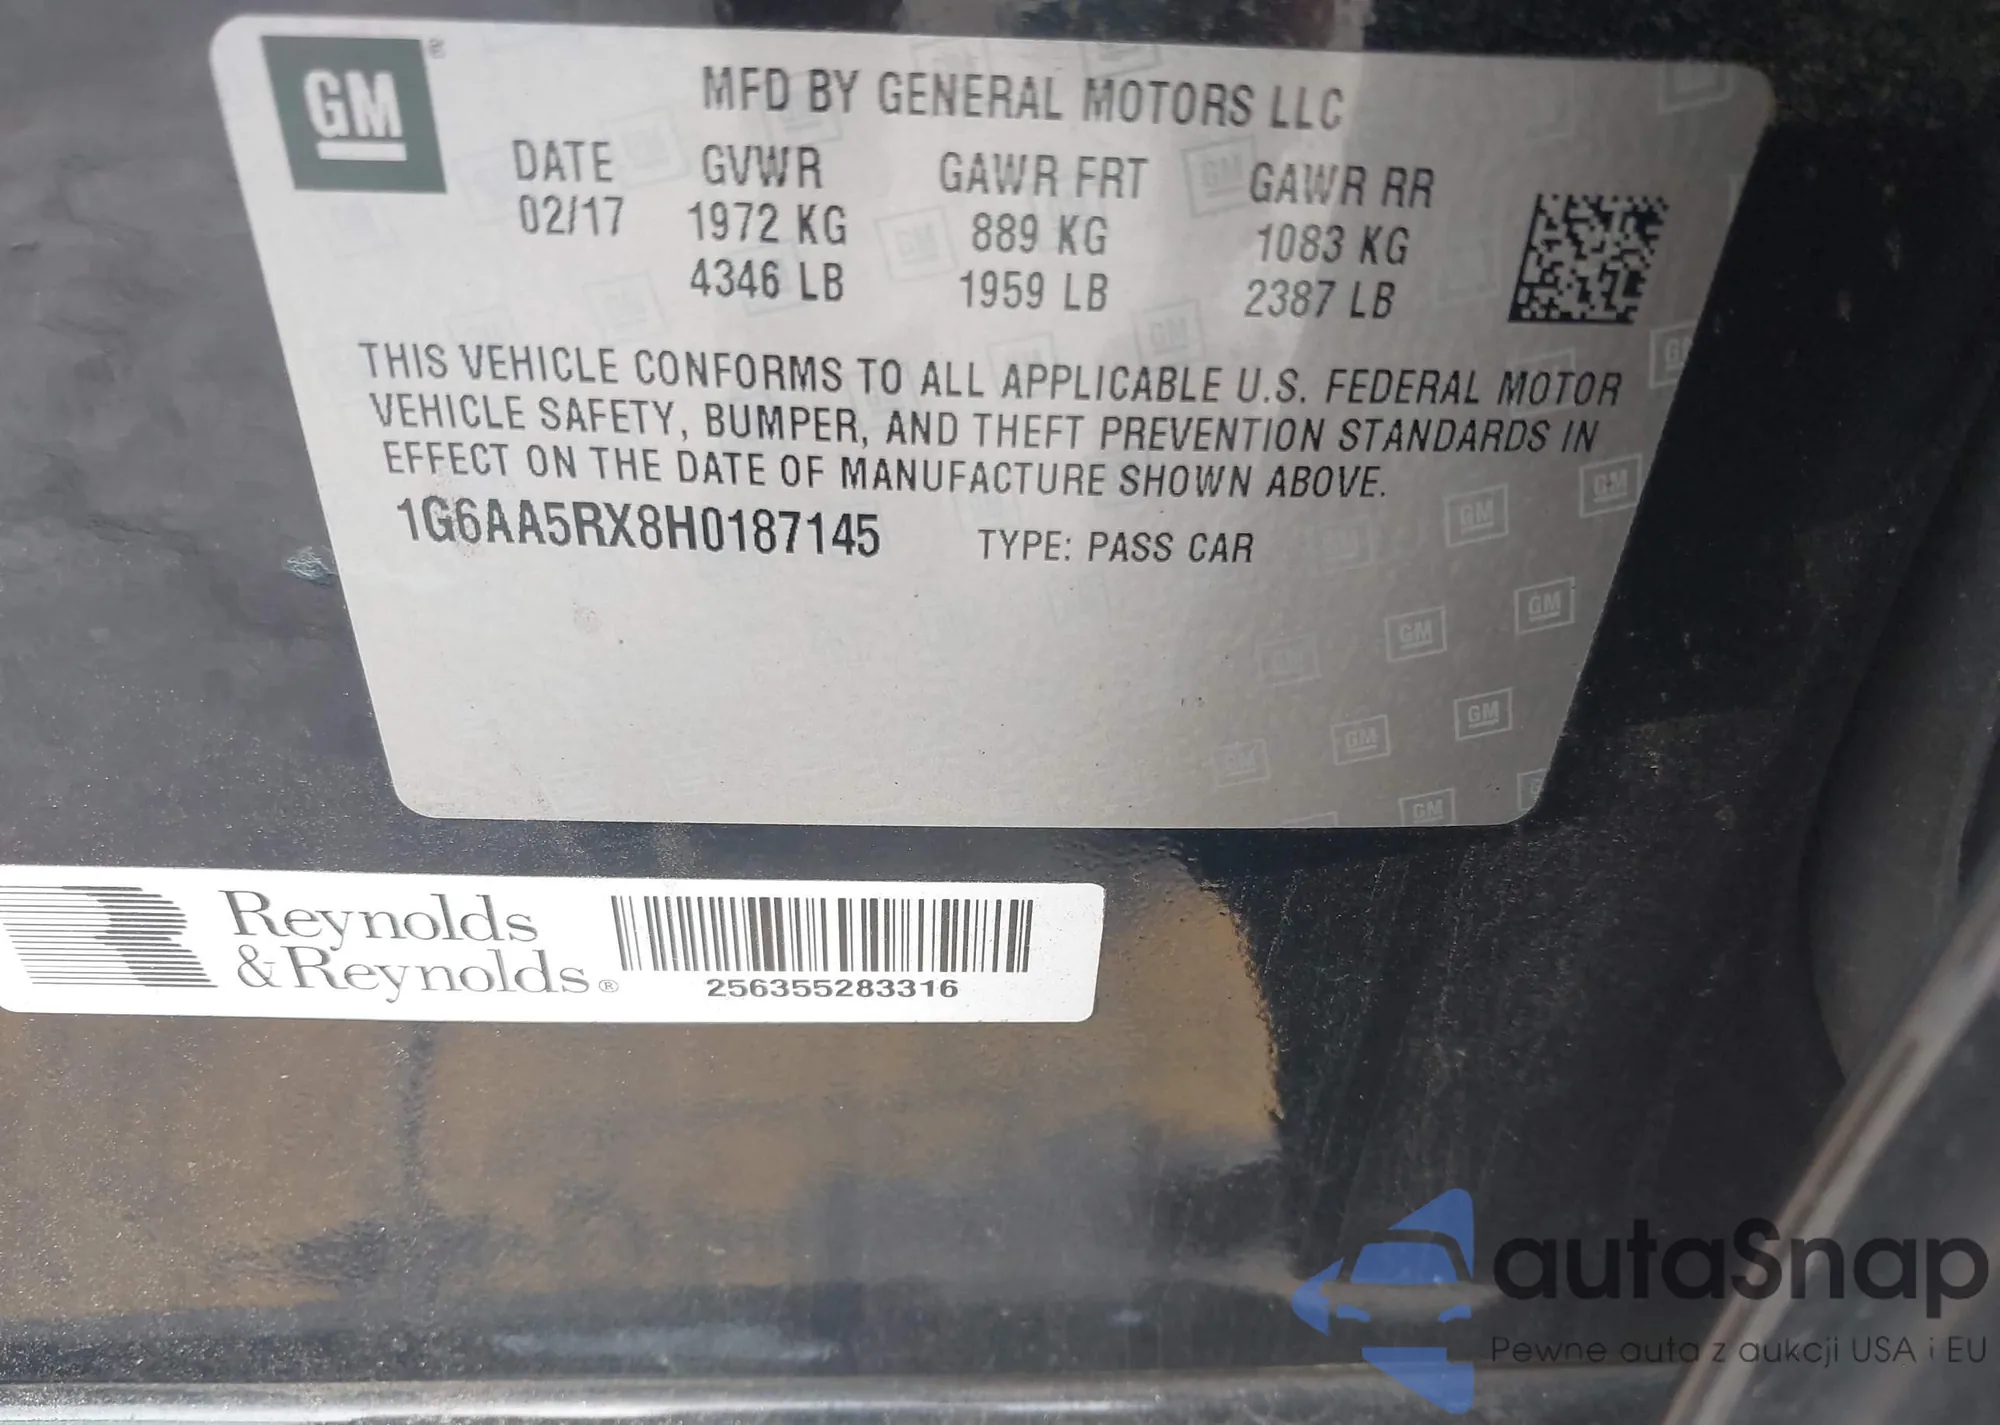 GM ®
MFD BY GENERAL MOTORS LLC
DATE GVWR GAWR FRT GAWR RR
02/17 1972 KG 889 KG 1083 KG
4346 LB 1959 LB 2387 LB
THIS VEHICLE CONFORMS TO ALL APPLICABLE U.S. FEDERAL MOTOR
VEHICLE SAFETY, BUMPER, AND THEFT PREVENTION STANDARDS IN
EFFECT ON THE DATE OF MANUFACTURE SHOWN ABOVE.
1G6AA5RX8H0187145 TYPE: PASS CAR
Reynolds
&Reynolds®
256355283316
autaSnap
Pewne auta z aukcji USA i EU